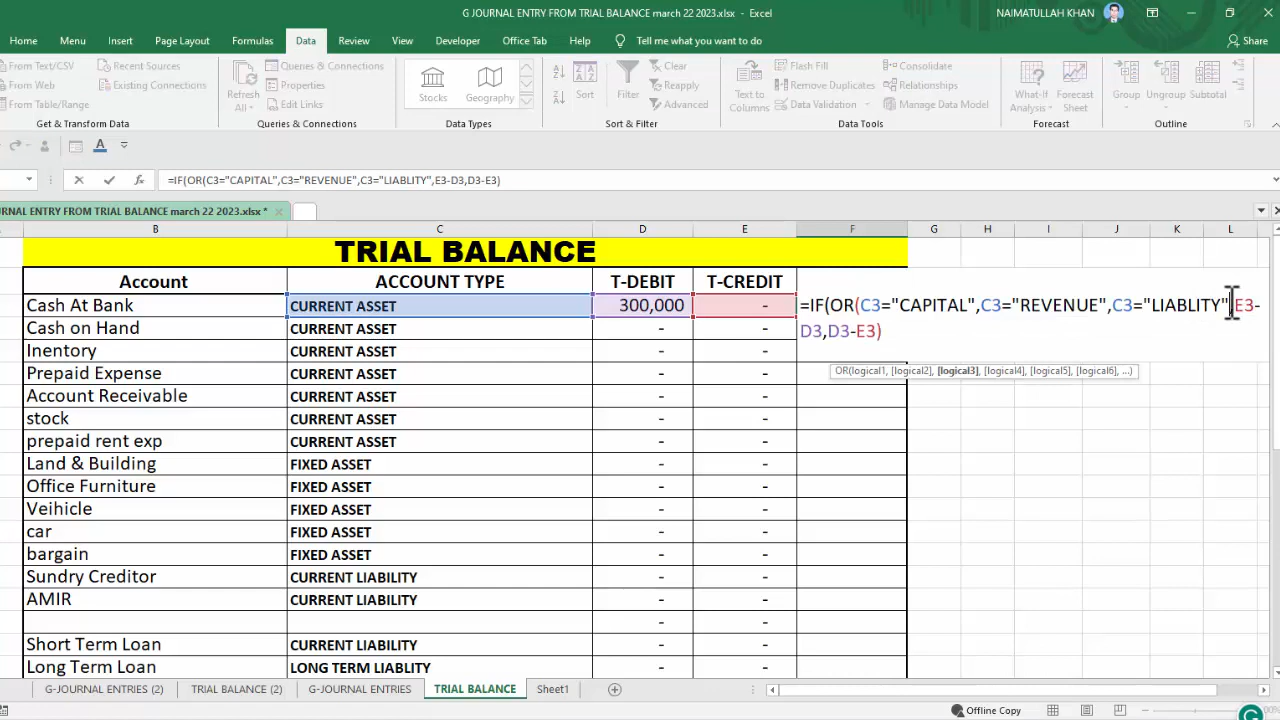 G JOURNAL ENTRY FROM TRIAL BALANCE march 22 2023.xlsx - Excel
NAIMATULLAH KHAN
Home Menu Insert Page Layout Formulas Data Review View Developer Office Tab Help Tell me what you want to do Share
From Text/CSV Recent Sources
From Web Existing Connections
From Table/Range
Get & Transform Data
Refresh All
Queries & Connections
Properties
Edit Links
Queries & Connections
Stocks Geography
Data Types
Sort Filter
Clear
Reapply
Advanced
Sort & Filter
Text to Columns
Flash Fill
Remove Duplicates
Data Validation
Consolidate
Relationships
Manage Data Model
Data Tools
What-If Analysis
Forecast Sheet
Forecast
Group Ungroup Subtotal
Outline
=IF(OR(C3="CAPITAL",C3="REVENUE",C3="LIABLITY",E3-D3,D3-E3)
RNAL ENTRY FROM TRIAL BALANCE march 22 2023.xlsx *
B C D E F G H I J K L
TRIAL BALANCE
Account ACCOUNT TYPE T-DEBIT T-CREDIT
Cash At Bank CURRENT ASSET 300,000 - =IF(OR(C3="CAPITAL",C3="REVENUE",C3="LIABLITY",E3-
D3,D3-E3)
Cash on Hand CURRENT ASSET - -
Inentory CURRENT ASSET - -
OR(logical1, [logical2], [logical3], [logical4], [logical5], [logical6], ...)
Prepaid Expense CURRENT ASSET - -
Account Receivable CURRENT ASSET - -
stock CURRENT ASSET - -
prepaid rent exp CURRENT ASSET - -
Land & Building FIXED ASSET - -
Office Furniture FIXED ASSET - -
Veihicle FIXED ASSET - -
car FIXED ASSET - -
bargain FIXED ASSET - -
Sundry Creditor CURRENT LIABILITY - -
AMIR CURRENT LIABILITY - -
- -
Short Term Loan CURRENT LIABILITY - -
Long Term Loan LONG TERM LIABLITY - -
G-JOURNAL ENTRIES (2) TRIAL BALANCE (2) G-JOURNAL ENTRIES TRIAL BALANCE Sheet1
Offline Copy